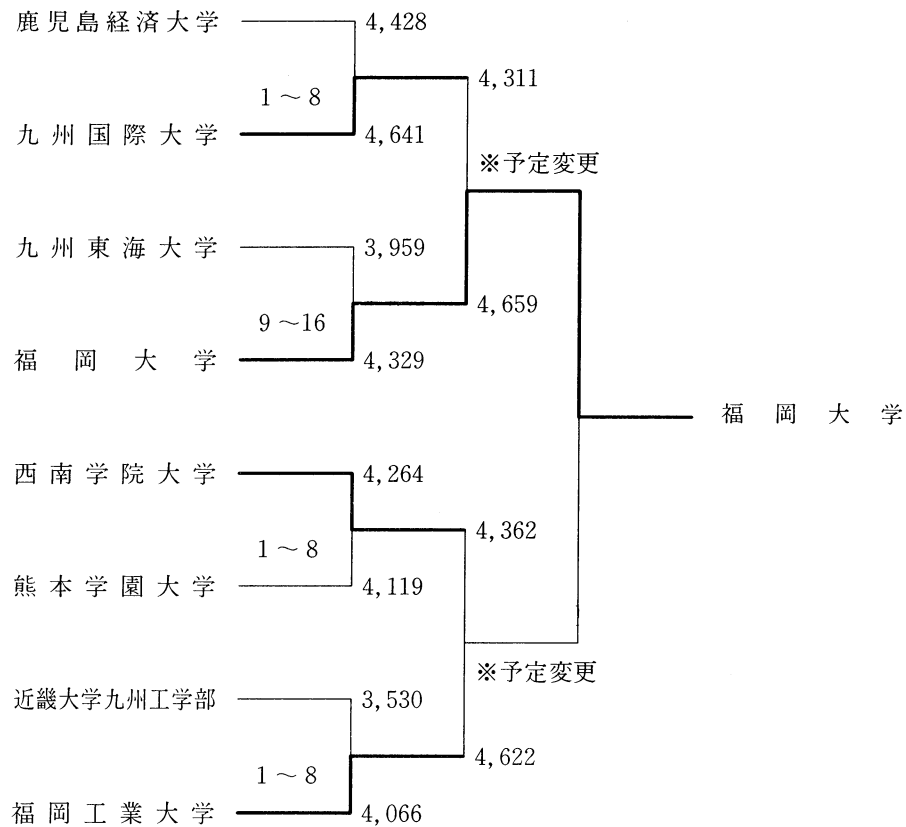 鹿児島経済大学
4,428
1～8
4,311
九州国際大学
4,641
※予定変更
九州東海大学
3,959
9～16
4,659
福岡大学
4,329
福岡大学
西南学院大学
4,264
1～8
4,362
熊本学園大学
4,119
※予定変更
近畿大学九州工学部
3,530
1～8
4,622
福岡工業大学
4,066